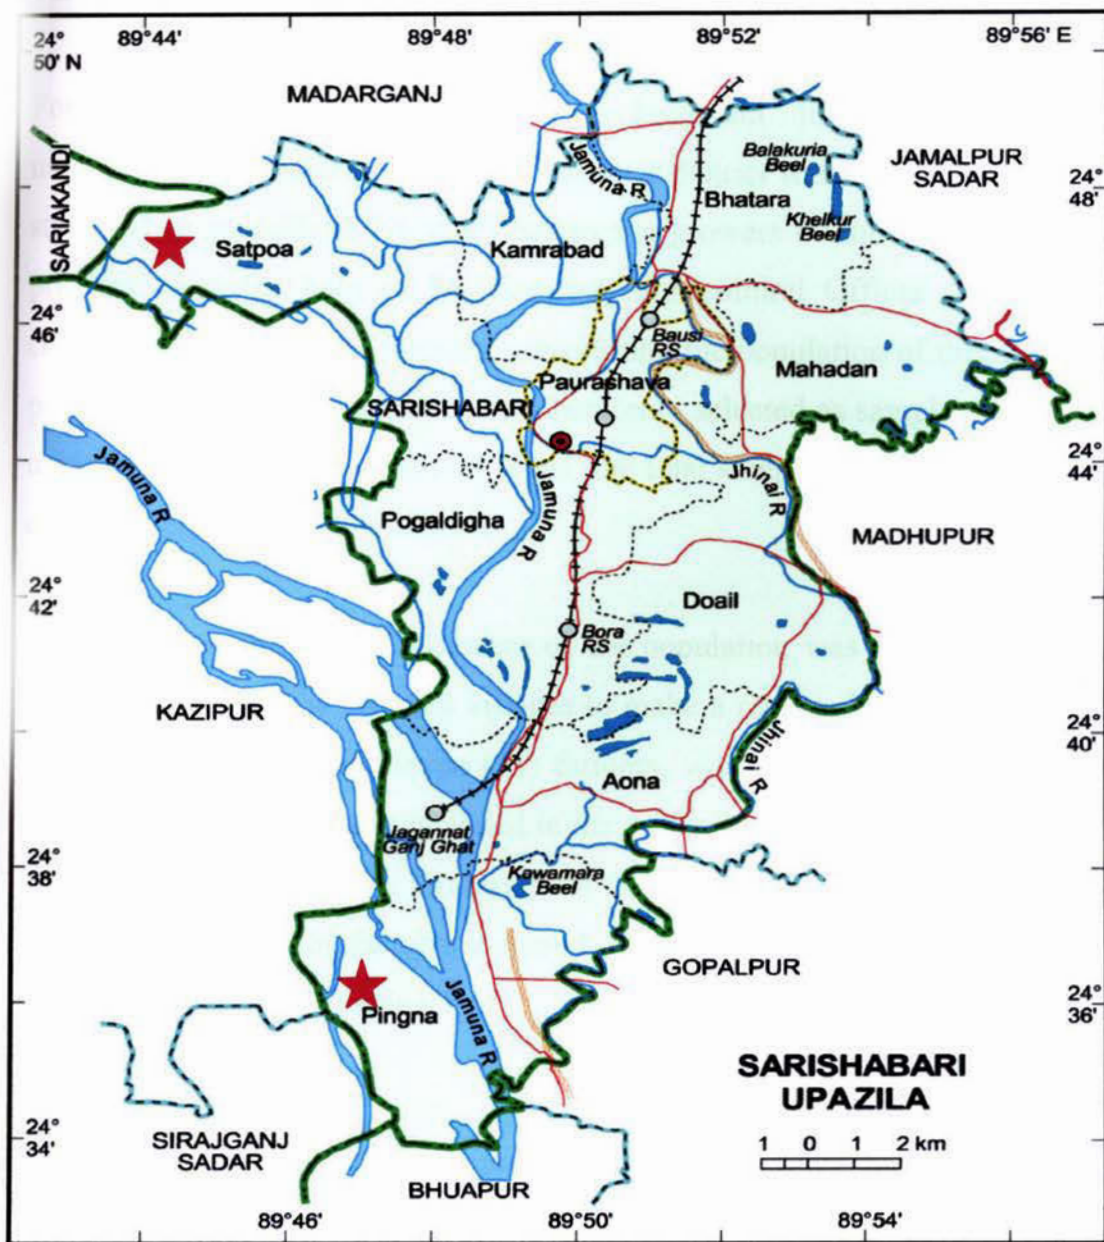 89°44'
89°48'
89°52'
89°56' E
24°
50' N
MADARGANJ
Jamuna R
Balakuria
Beel
JAMALPUR
SADAR
Bhatara
24°
48'
SARIAKANDI
Satpoa
Kamrabad
Khelkur
Beel
24°
46'
Bausi
RS
Mahadan
Paurashava
SARISHABARI
Jamuna R
Jhinai R
24°
44'
Jamuna R
Pogaldigha
MADHUPUR
24°
42'
Doail
Bora
RS
KAZIPUR
Jhinai R
24°
40'
Aona
Jagannat
Ganj Ghat
24°
38'
Kawamara
Beel
GOPALPUR
Pingna
Jamuna R
24°
36'
SARISHABARI
UPAZILA
1 0 1 2 km
24°
34'
SIRAJGANJ
SADAR
BHUAPUR
89°46'
89°50'
89°54'